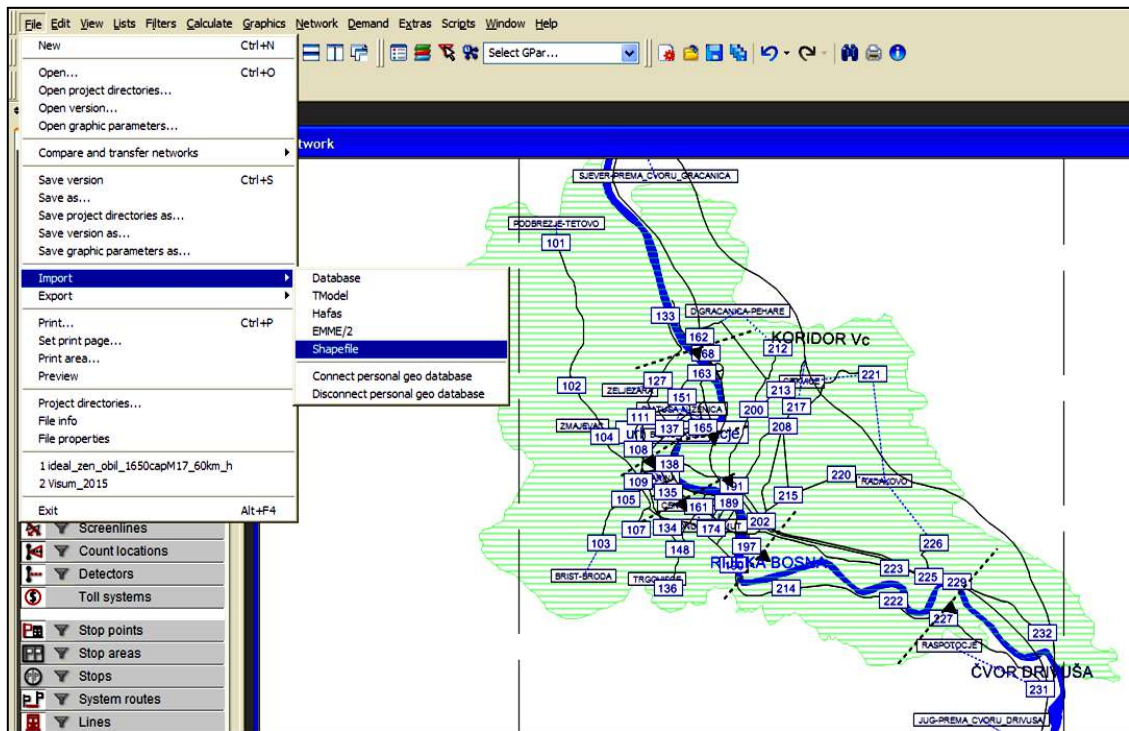 File Edit View Lists Filters Calculate Graphics Network Demand Extras Scripts Window Help
New Ctrl+N
Open... Ctrl+O
Open project directories...
Open version...
Open graphic parameters...
Compare and transfer networks
Save version Ctrl+S
Save as...
Save project directories as...
Save version as...
Save graphic parameters as...
Import
Export
Print... Ctrl+P
Set print page...
Print area...
Preview
Project directories...
File info
File properties
1 ideal_zen_obil_1650capM17_60km_h
2 Visum_2015
Exit Alt+F4
Database
TModel
Hafas
EMME/2
Shapefile
Connect personal geo database
Disconnect personal geo database
Select GPar...
twork
Screenlines
Count locations
Detectors
Toll systems
Stop points
Stop areas
Stops
System routes
Lines
SJEVER-PREMA_CVORU_GRACANICA
PODBREZJE-TETOVO
101
133
D.GRACANICA-PEHARE
162
212
KORIDOR Vc
168
163
221
102
127
ZELJEZARA
151
213
217
111
200
ZMAJEVAC
104
137
165
208
108
138
109
191
220
RADAKOVO
105
135
161
189
215
107
134
174
202
226
103
148
197
RIJEKA BOSNA
223
225
229
BRIST-BRODA
136
214
222
227
232
RASPOTOCJE
ČVOR DRIVUŠA
231
JUG-PREMA_CVORU_DRIVUSA